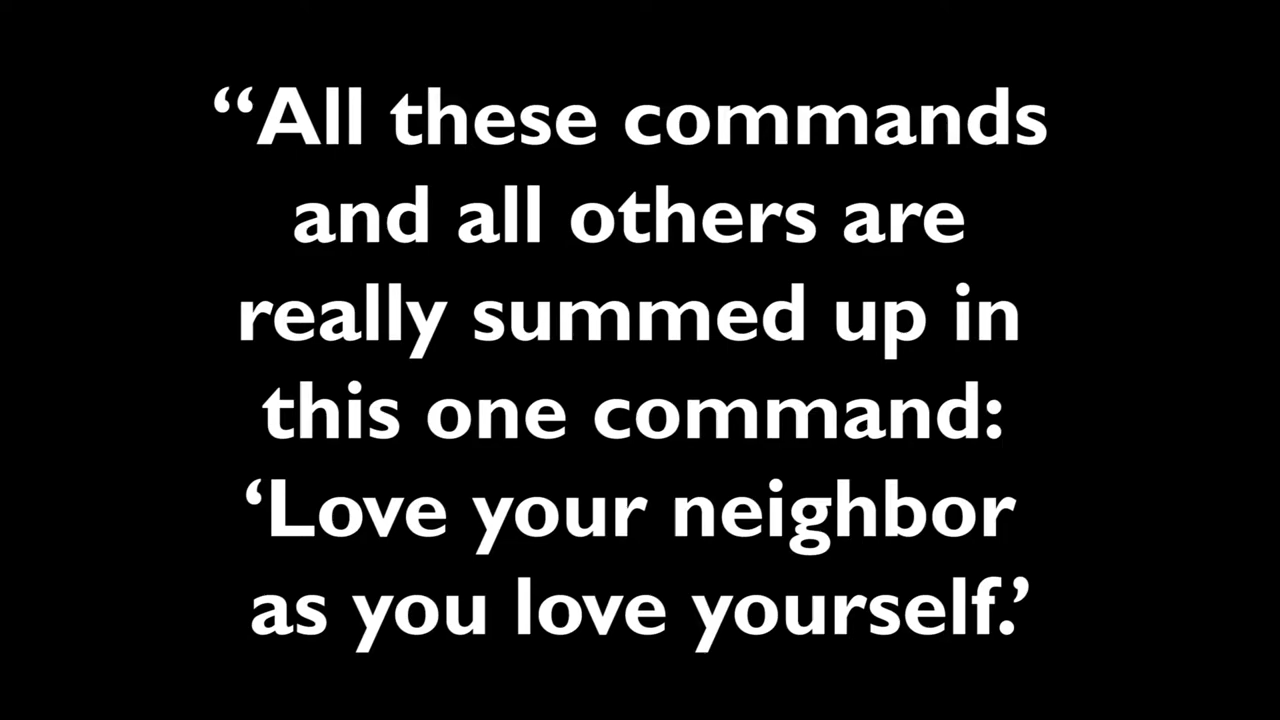 “All these commands
and all others are
really summed up in
this one command:
‘Love your neighbor
as you love yourself.’